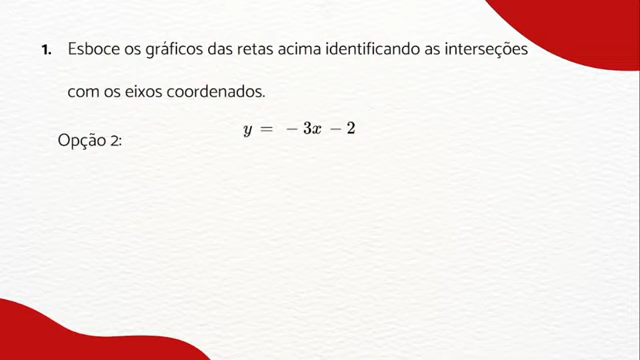 1. Esboce os gráficos das retas acima identificando as interseções
com os eixos coordenados.
Opção 2: y = - 3x - 2